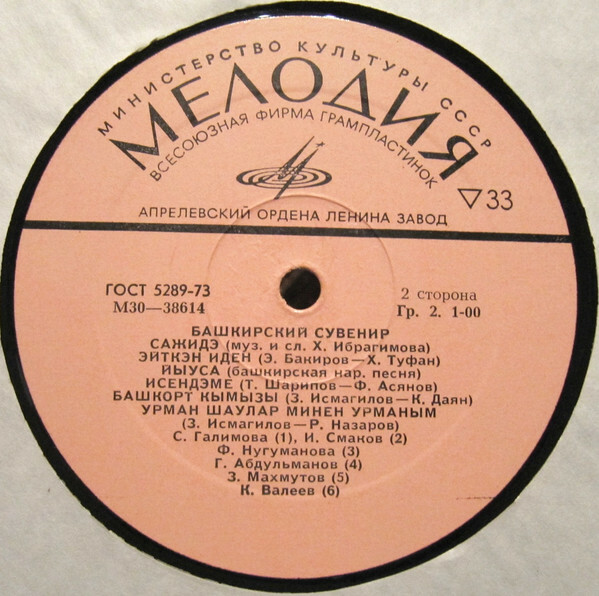 МИНИСТЕРСТВО КУЛЬТУРЫ СССР
МЕЛОДИЯ
ВСЕСОЮЗНАЯ ФИРМА ГРАМПЛАСТИНОК
▽33
АПРЕЛЕВСКИЙ ОРДЕНА ЛЕНИНА ЗАВОД
ГОСТ 5289-73
М30—38614
2 сторона
Гр. 2. 1-00
БАШКИРСКИЙ СУВЕНИР
САЖИДЭ (муз. и сл. Х. Ибрагимова)
ЭЙТКЭН ИДЕН (Э. Бакиров—Х. Туфан)
ЙЫУСА (башкирская нар. песня)
ИСЕНДЭМЕ (Т. Шарипов—Ф. Асянов)
БАШКОРТ КЫМЫЗЫ (З. Исмагилов—К. Даян)
УРМАН ШАУЛАР МИНЕН УРМАНЫМ
(З. Исмагилов—Р. Назаров)
С. Галимова (1), И. Смаков (2)
Ф. Нугуманова (3)
Г. Абдульманов (4)
З. Махмутов (5)
К. Валеев (6)